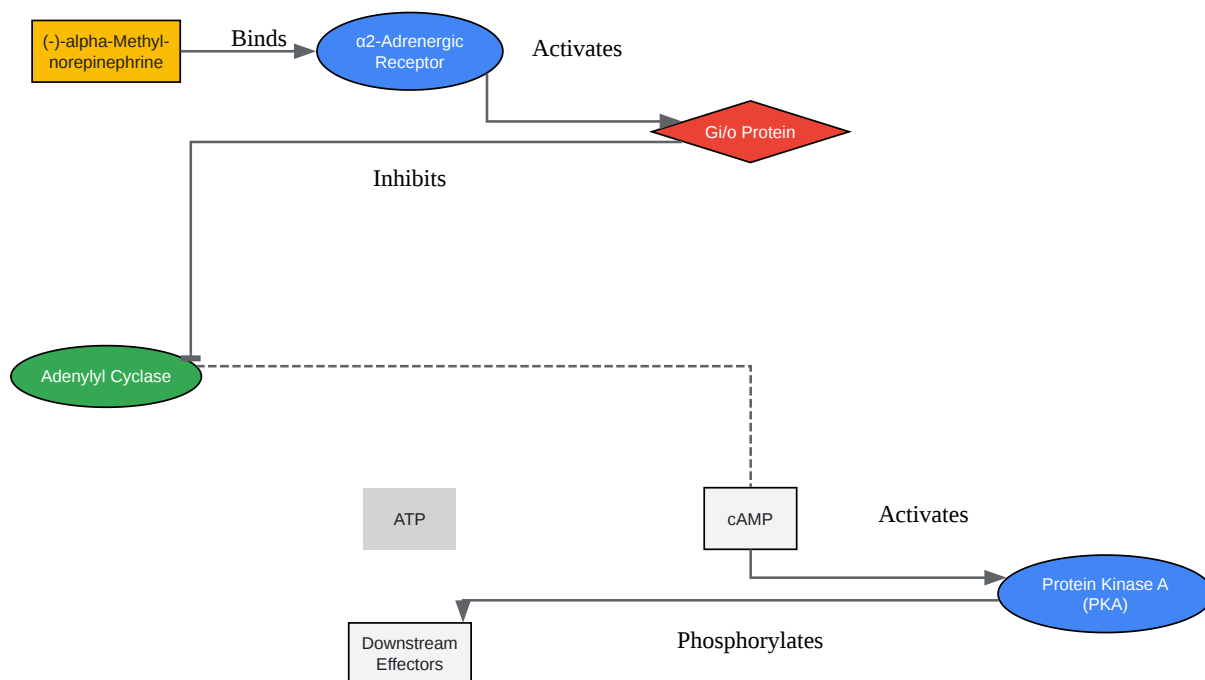 (-)-alpha-Methyl-
norepinephrine
Binds
α2-Adrenergic
Receptor
Activates
Gi/o Protein
Inhibits
Adenylyl Cyclase
ATP
cAMP
Activates
Protein Kinase A
(PKA)
Phosphorylates
Downstream
Effectors